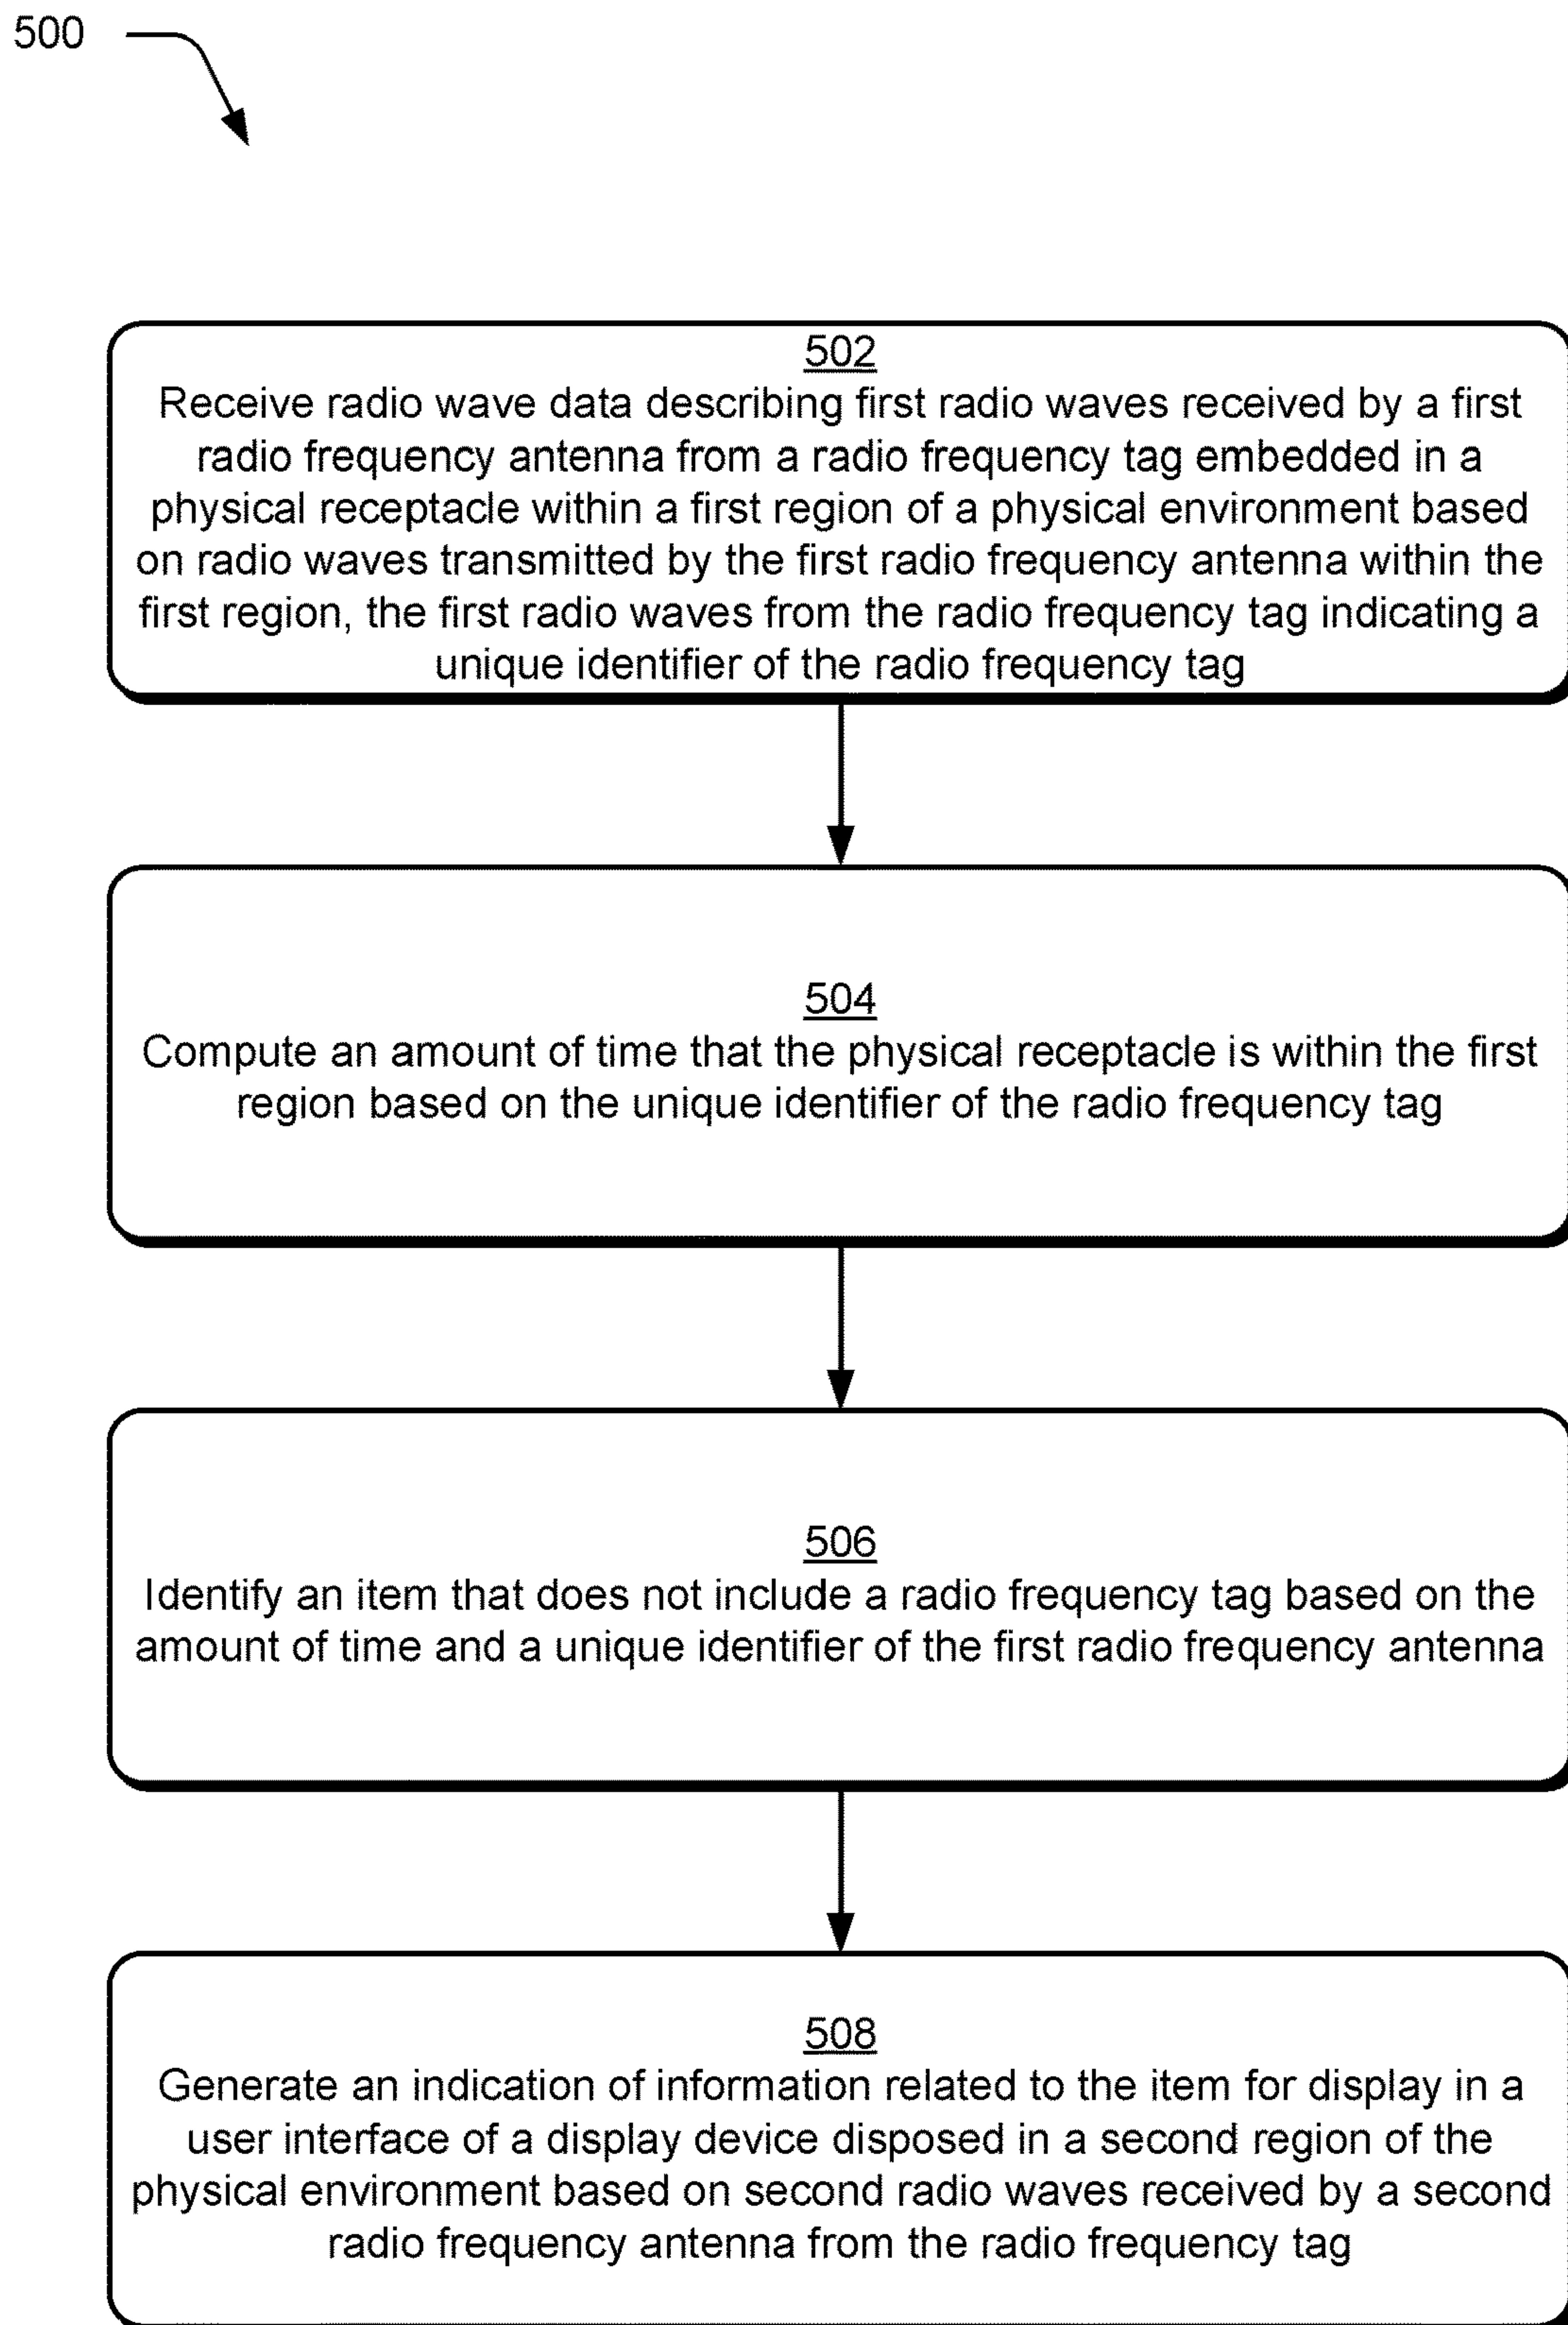 500
502
Receive radio wave data describing first radio waves received by a first
radio frequency antenna from a radio frequency tag embedded in a
physical receptacle within a first region of a physical environment based
on radio waves transmitted by the first radio frequency antenna within the
first region, the first radio waves from the radio frequency tag indicating a
unique identifier of the radio frequency tag
504
Compute an amount of time that the physical receptacle is within the first
region based on the unique identifier of the radio frequency tag
506
Identify an item that does not include a radio frequency tag based on the
amount of time and a unique identifier of the first radio frequency antenna
508
Generate an indication of information related to the item for display in a
user interface of a display device disposed in a second region of the
physical environment based on second radio waves received by a second
radio frequency antenna from the radio frequency tag